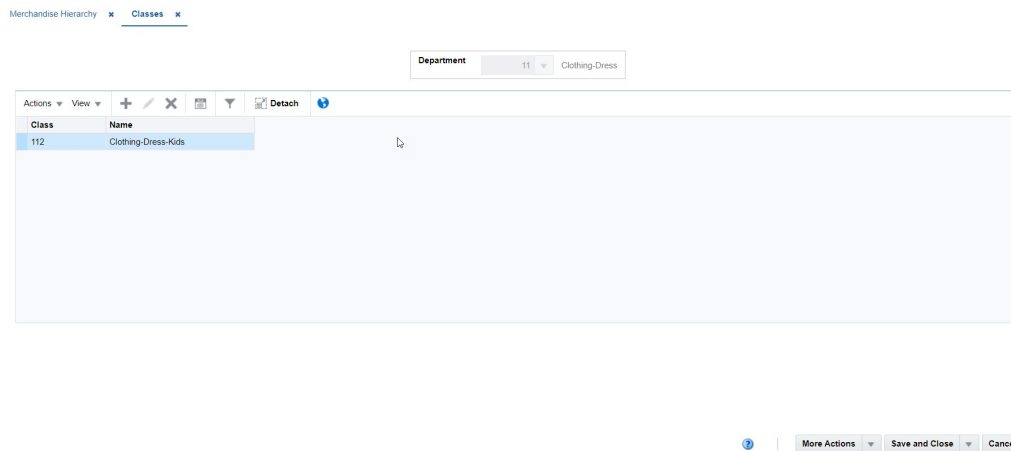 Merchandise Hierarchy Classes
Department 11 Clothing-Dress
Actions View Detach
Class Name
112 Clothing-Dress-Kids
More Actions Save and Close Cance